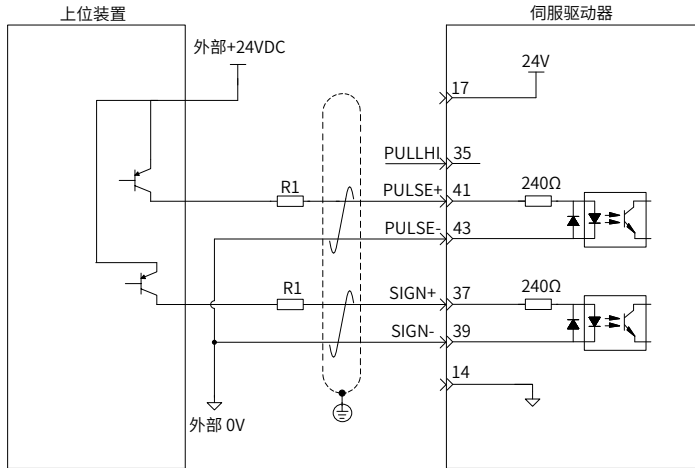 上位装置
伺服驱动器
外部+24VDC
24V
17
PULLHI
35
R1
PULSE+
41
240Ω
PULSE-
43
R1
SIGN+
37
240Ω
SIGN-
39
14
外部 0V